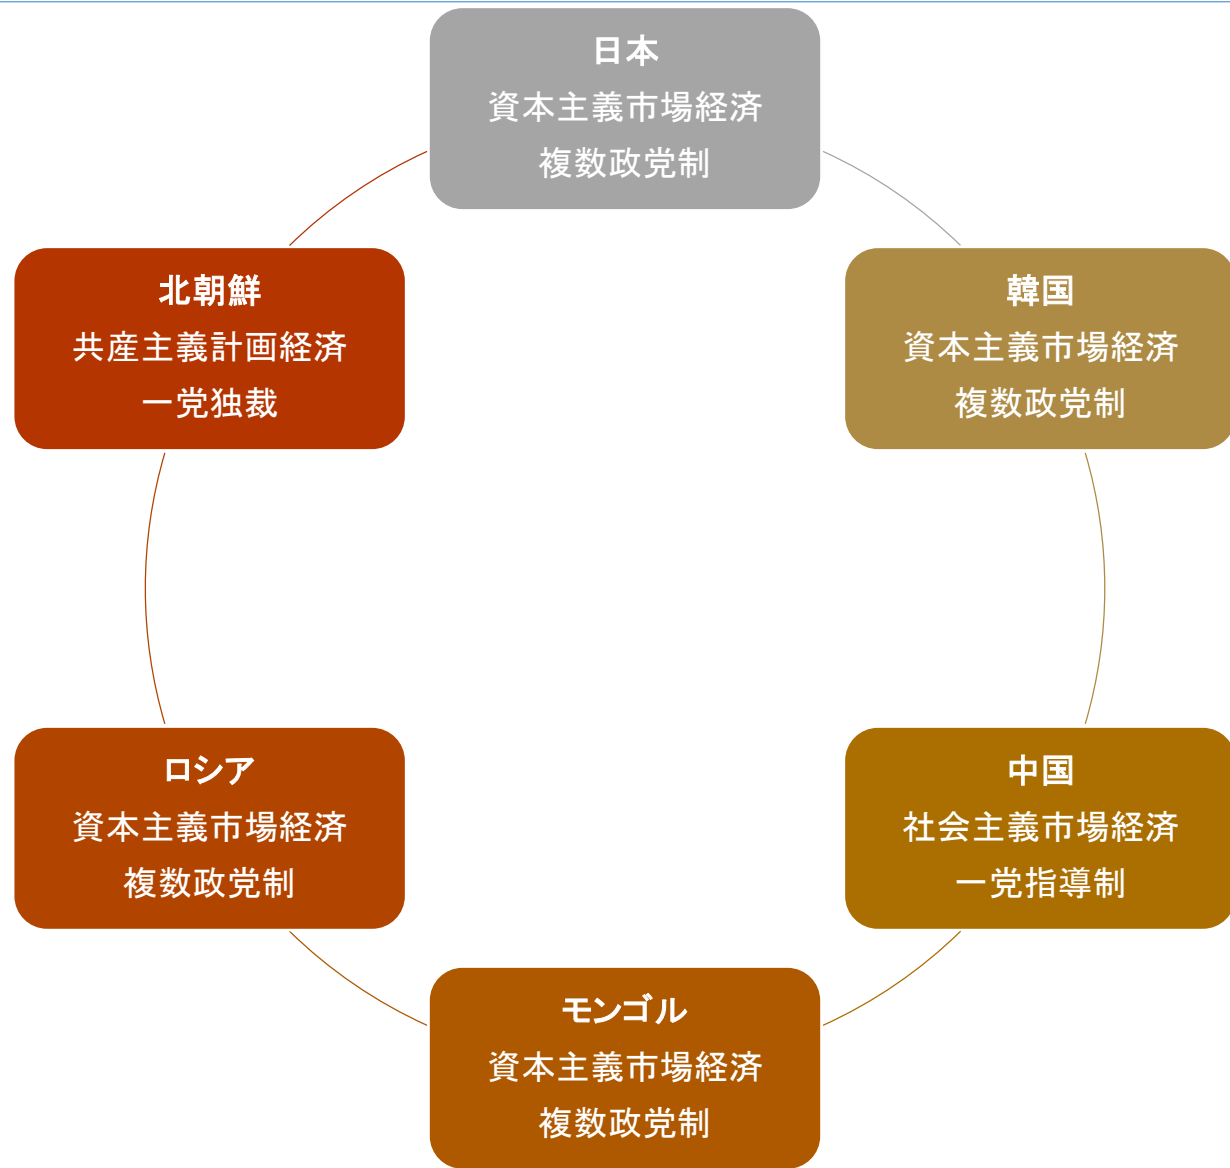 日本
資本主義市場経済
複数政党制
北朝鮮
共産主義計画経済
一党独裁
韓国
資本主義市場経済
複数政党制
ロシア
資本主義市場経済
複数政党制
中国
社会主義市場経済
一党指導制
モンゴル
資本主義市場経済
複数政党制